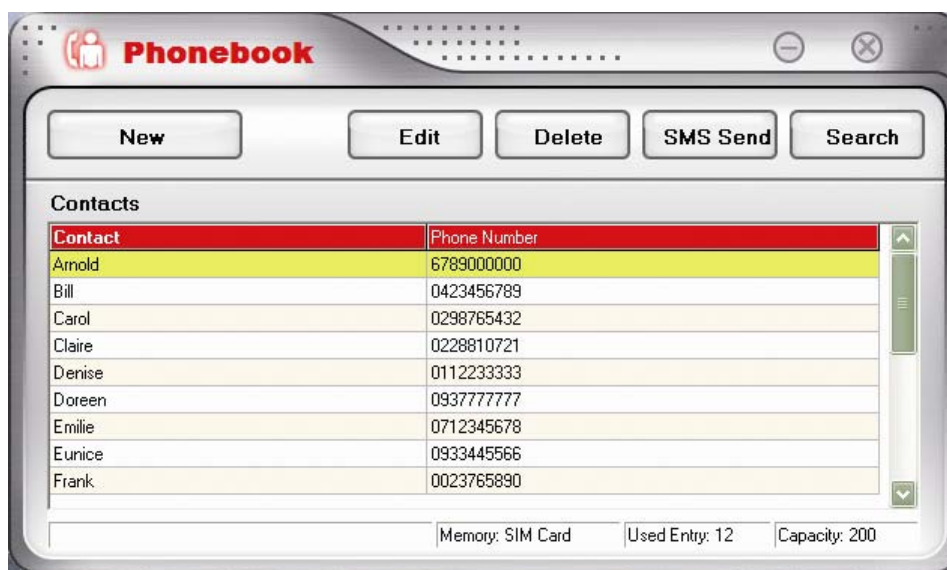 Phonebook
New Edit Delete SMS Send Search
Contacts
Contact Phone Number
Arnold 6789000000
Bill 0423456789
Carol 0298765432
Claire 0228810721
Denise 0112233333
Doreen 0937777777
Emilie 0712345678
Eunice 0933445566
Frank 0023765890
Memory: SIM Card Used Entry: 12 Capacity: 200